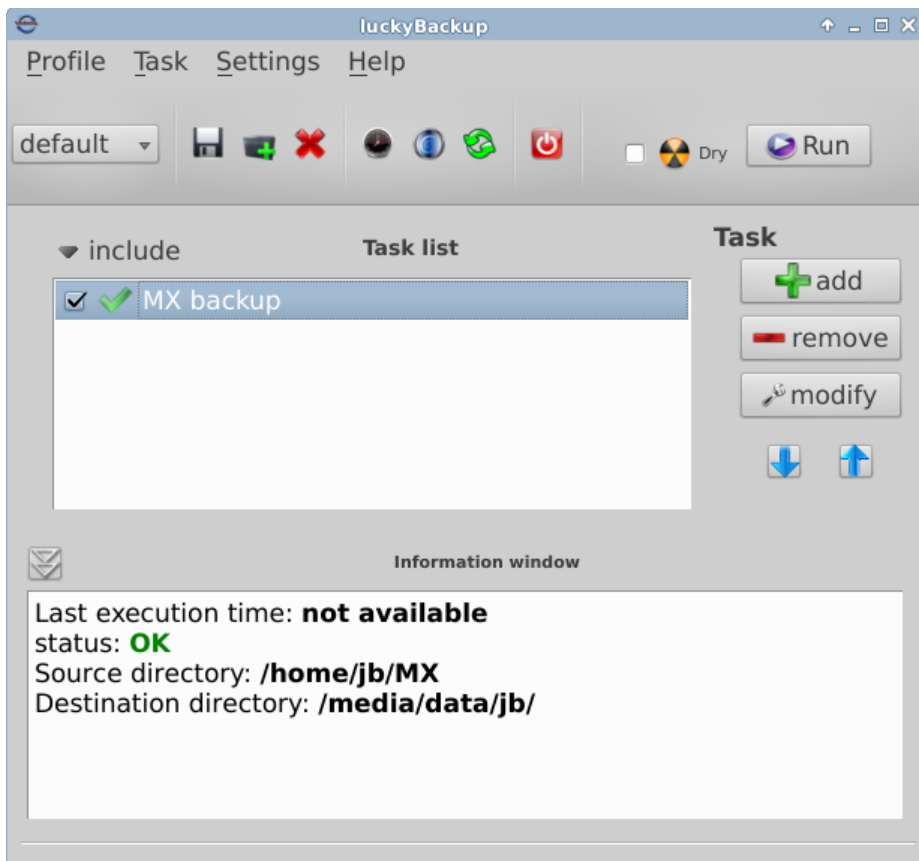 luckyBackup
Profile Task Settings Help
default
Dry
Run
include
Task list
Task
MX backup
add
remove
modify
Information window
Last execution time: not available
status: OK
Source directory: /home/jb/MX
Destination directory: /media/data/jb/